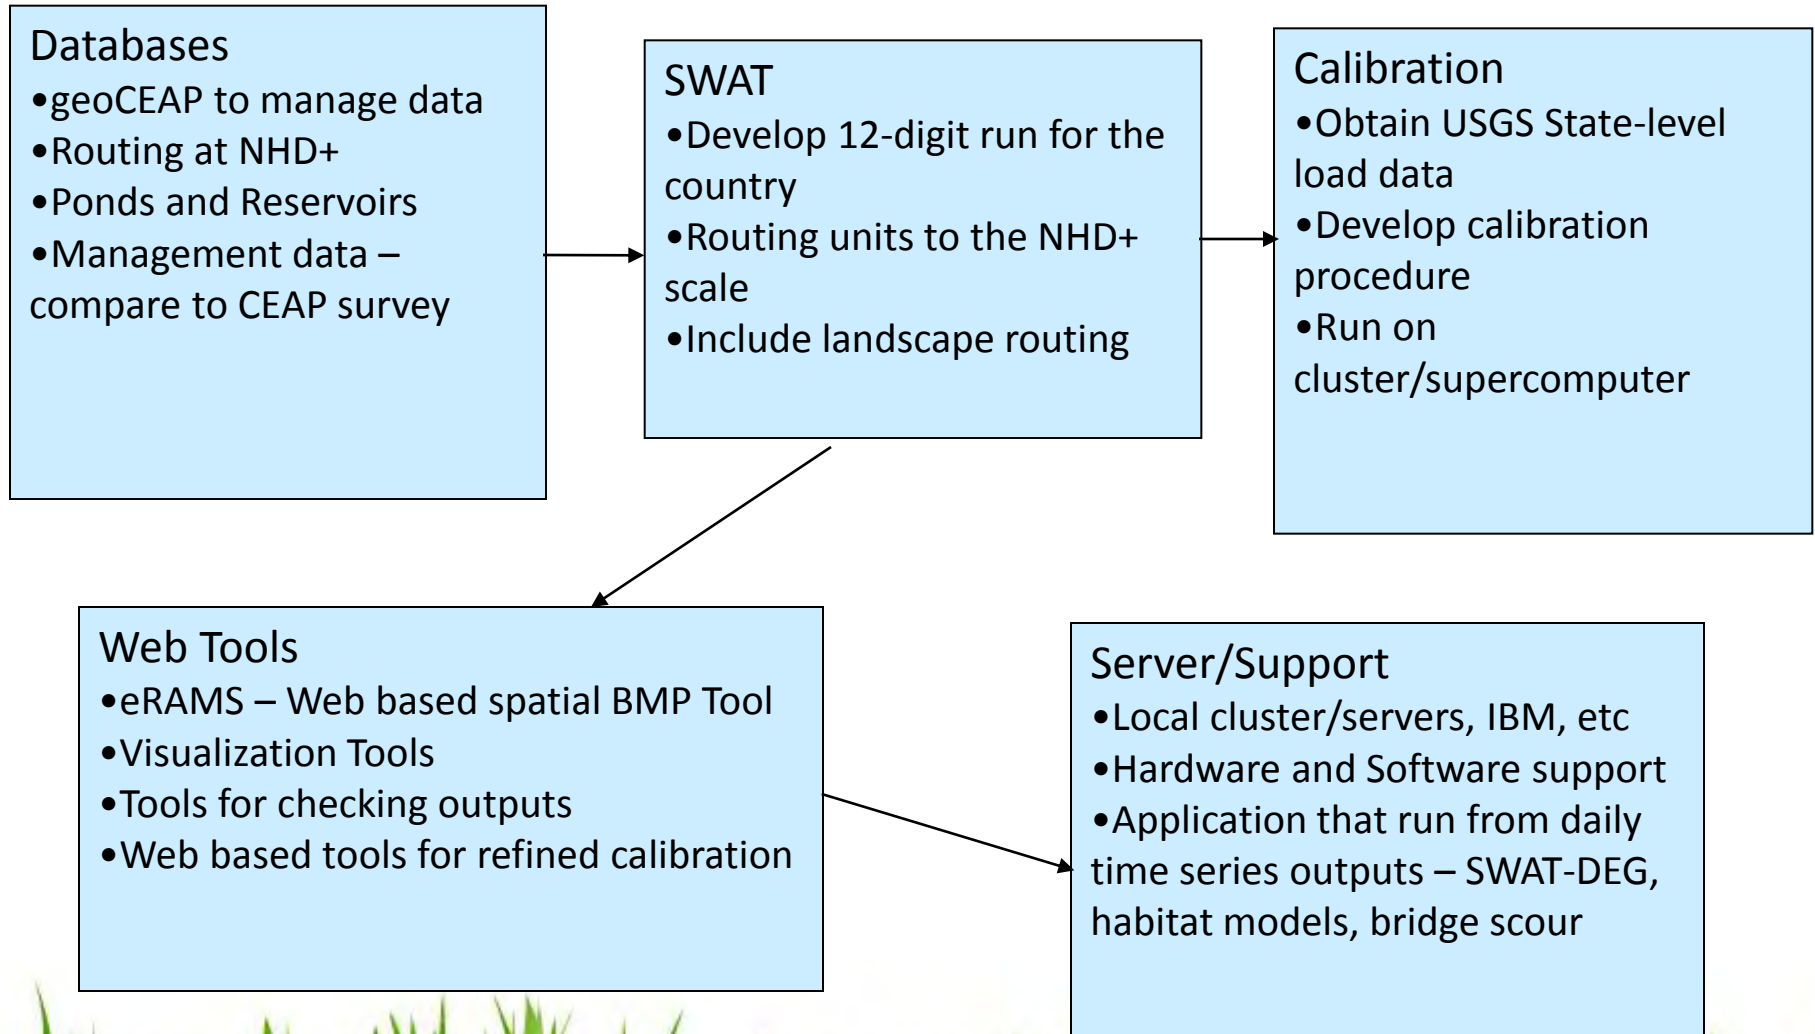 Databases
•geoCEAP to manage data
•Routing at NHD+
•Ponds and Reservoirs
•Management data –
compare to CEAP survey
SWAT
•Develop 12-digit run for the
country
•Routing units to the NHD+
scale
•Include landscape routing
Calibration
•Obtain USGS State-level
load data
•Develop calibration
procedure
•Run on
cluster/supercomputer
Web Tools
•eRAMS – Web based spatial BMP Tool
•Visualization Tools
•Tools for checking outputs
•Web based tools for refined calibration
Server/Support
•Local cluster/servers, IBM, etc
•Hardware and Software support
•Application that run from daily
time series outputs – SWAT-DEG,
habitat models, bridge scour